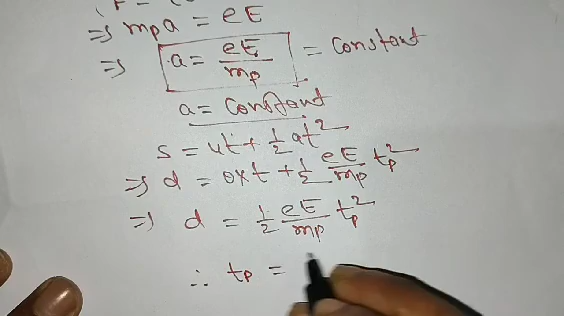 ⇒ mpa = eE
⇒ a = eE/mp = constant
a = constant
s = ut + 1/2 at²
⇒ d = 0xt + 1/2 eE/mp tp²
⇒ d = 1/2 eE/mp tp²
∴ tp =